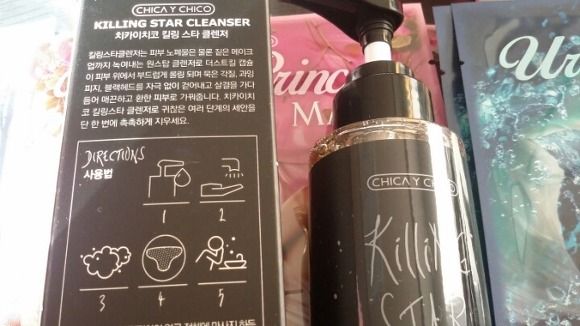 CHICA Y CHICO
KILLING STAR CLEANSER
치카이치코 킬링 스타 클렌저
킬링스타클렌저는 피부 노폐물은 물론 짙은 메이크
업까지 녹여내는 원스탑 클렌저로 더스트릴 캡슐
이 피부 위에서 부드럽게 롤링 되며 묵은 각질, 과잉
피지, 블랙헤드를 자극 없이 걷어내고 살결을 가다
듬어 매끈하고 환한 피부로 가꿔줍니다. 치카이치
코 킬링스타 클렌저로 귀찮은 여러 단계의 세안을
단 한 번에 촉촉하게 지우세요.
DIRECTIONS
사용법
1
2
3
4
5
Princ
MA
CHICA Y CHICO
Killing
STAR
Ur